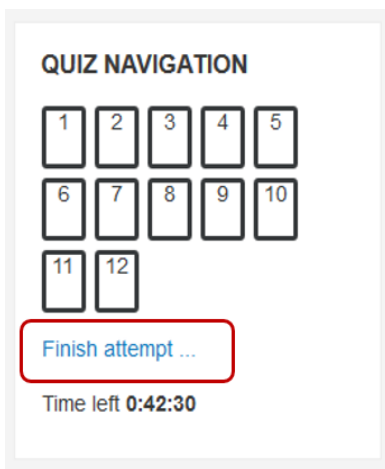 QUIZ NAVIGATION
1 2 3 4 5
6 7 8 9 10
11 12
Finish attempt ...
Time left 0:42:30